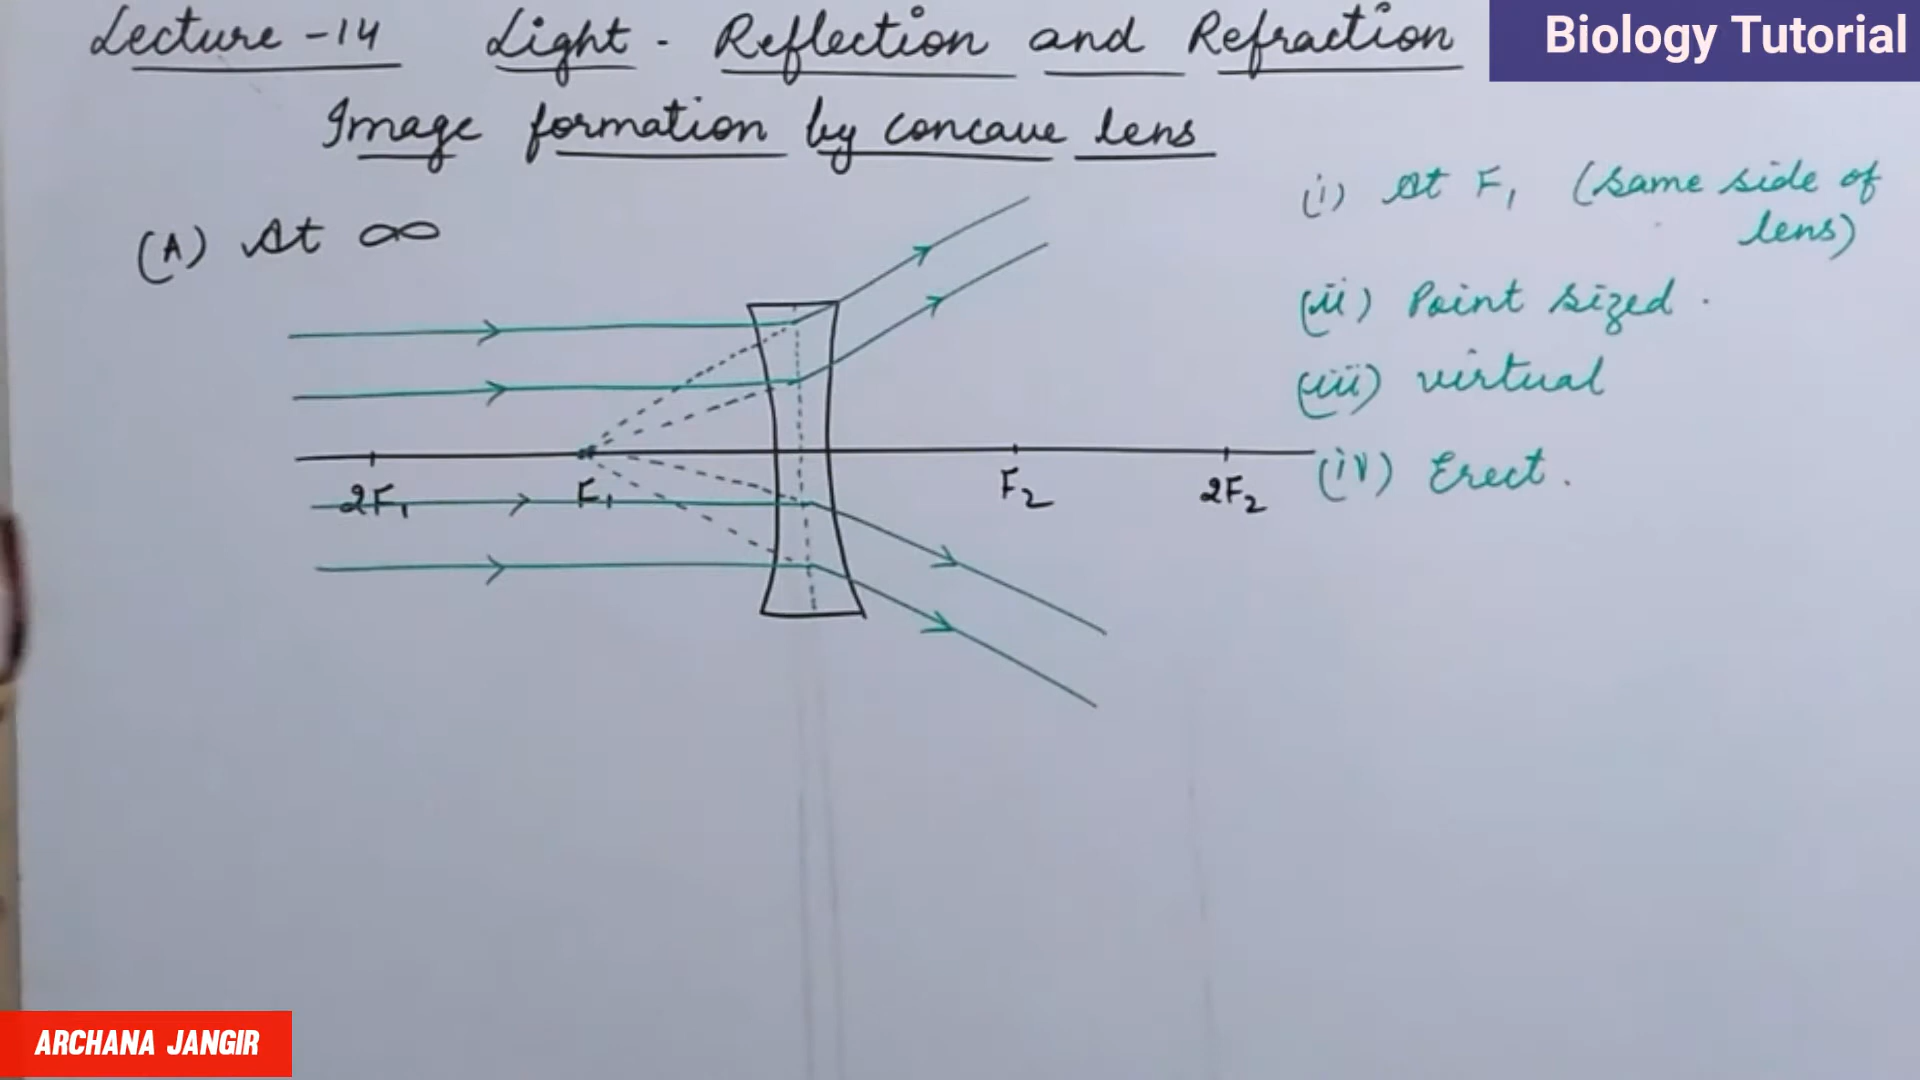 Lecture -14 Light - Reflection and Refraction
Biology Tutorial
Image formation by concave lens
(A) At ∞
(i) At F₁ (same side of lens)
(ii) Point sized.
(iii) virtual
(iv) Erect.
2F₁ F₁ F₂ 2F₂
ARCHANA JANGIR